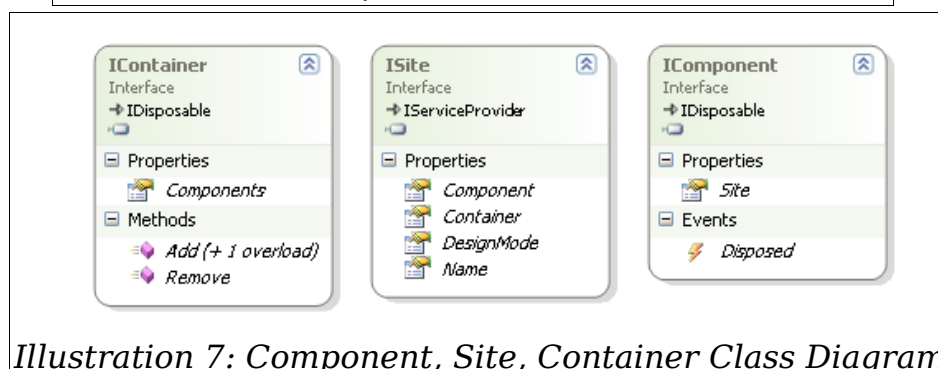 IContainer
Interface
IDisposable
Properties
Components
Methods
Add (+ 1 overload)
Remove
ISite
Interface
IServiceProvider
Properties
Component
Container
DesignMode
Name
IComponent
Interface
IDisposable
Properties
Site
Events
Disposed
Illustration 7: Component, Site, Container Class Diagram